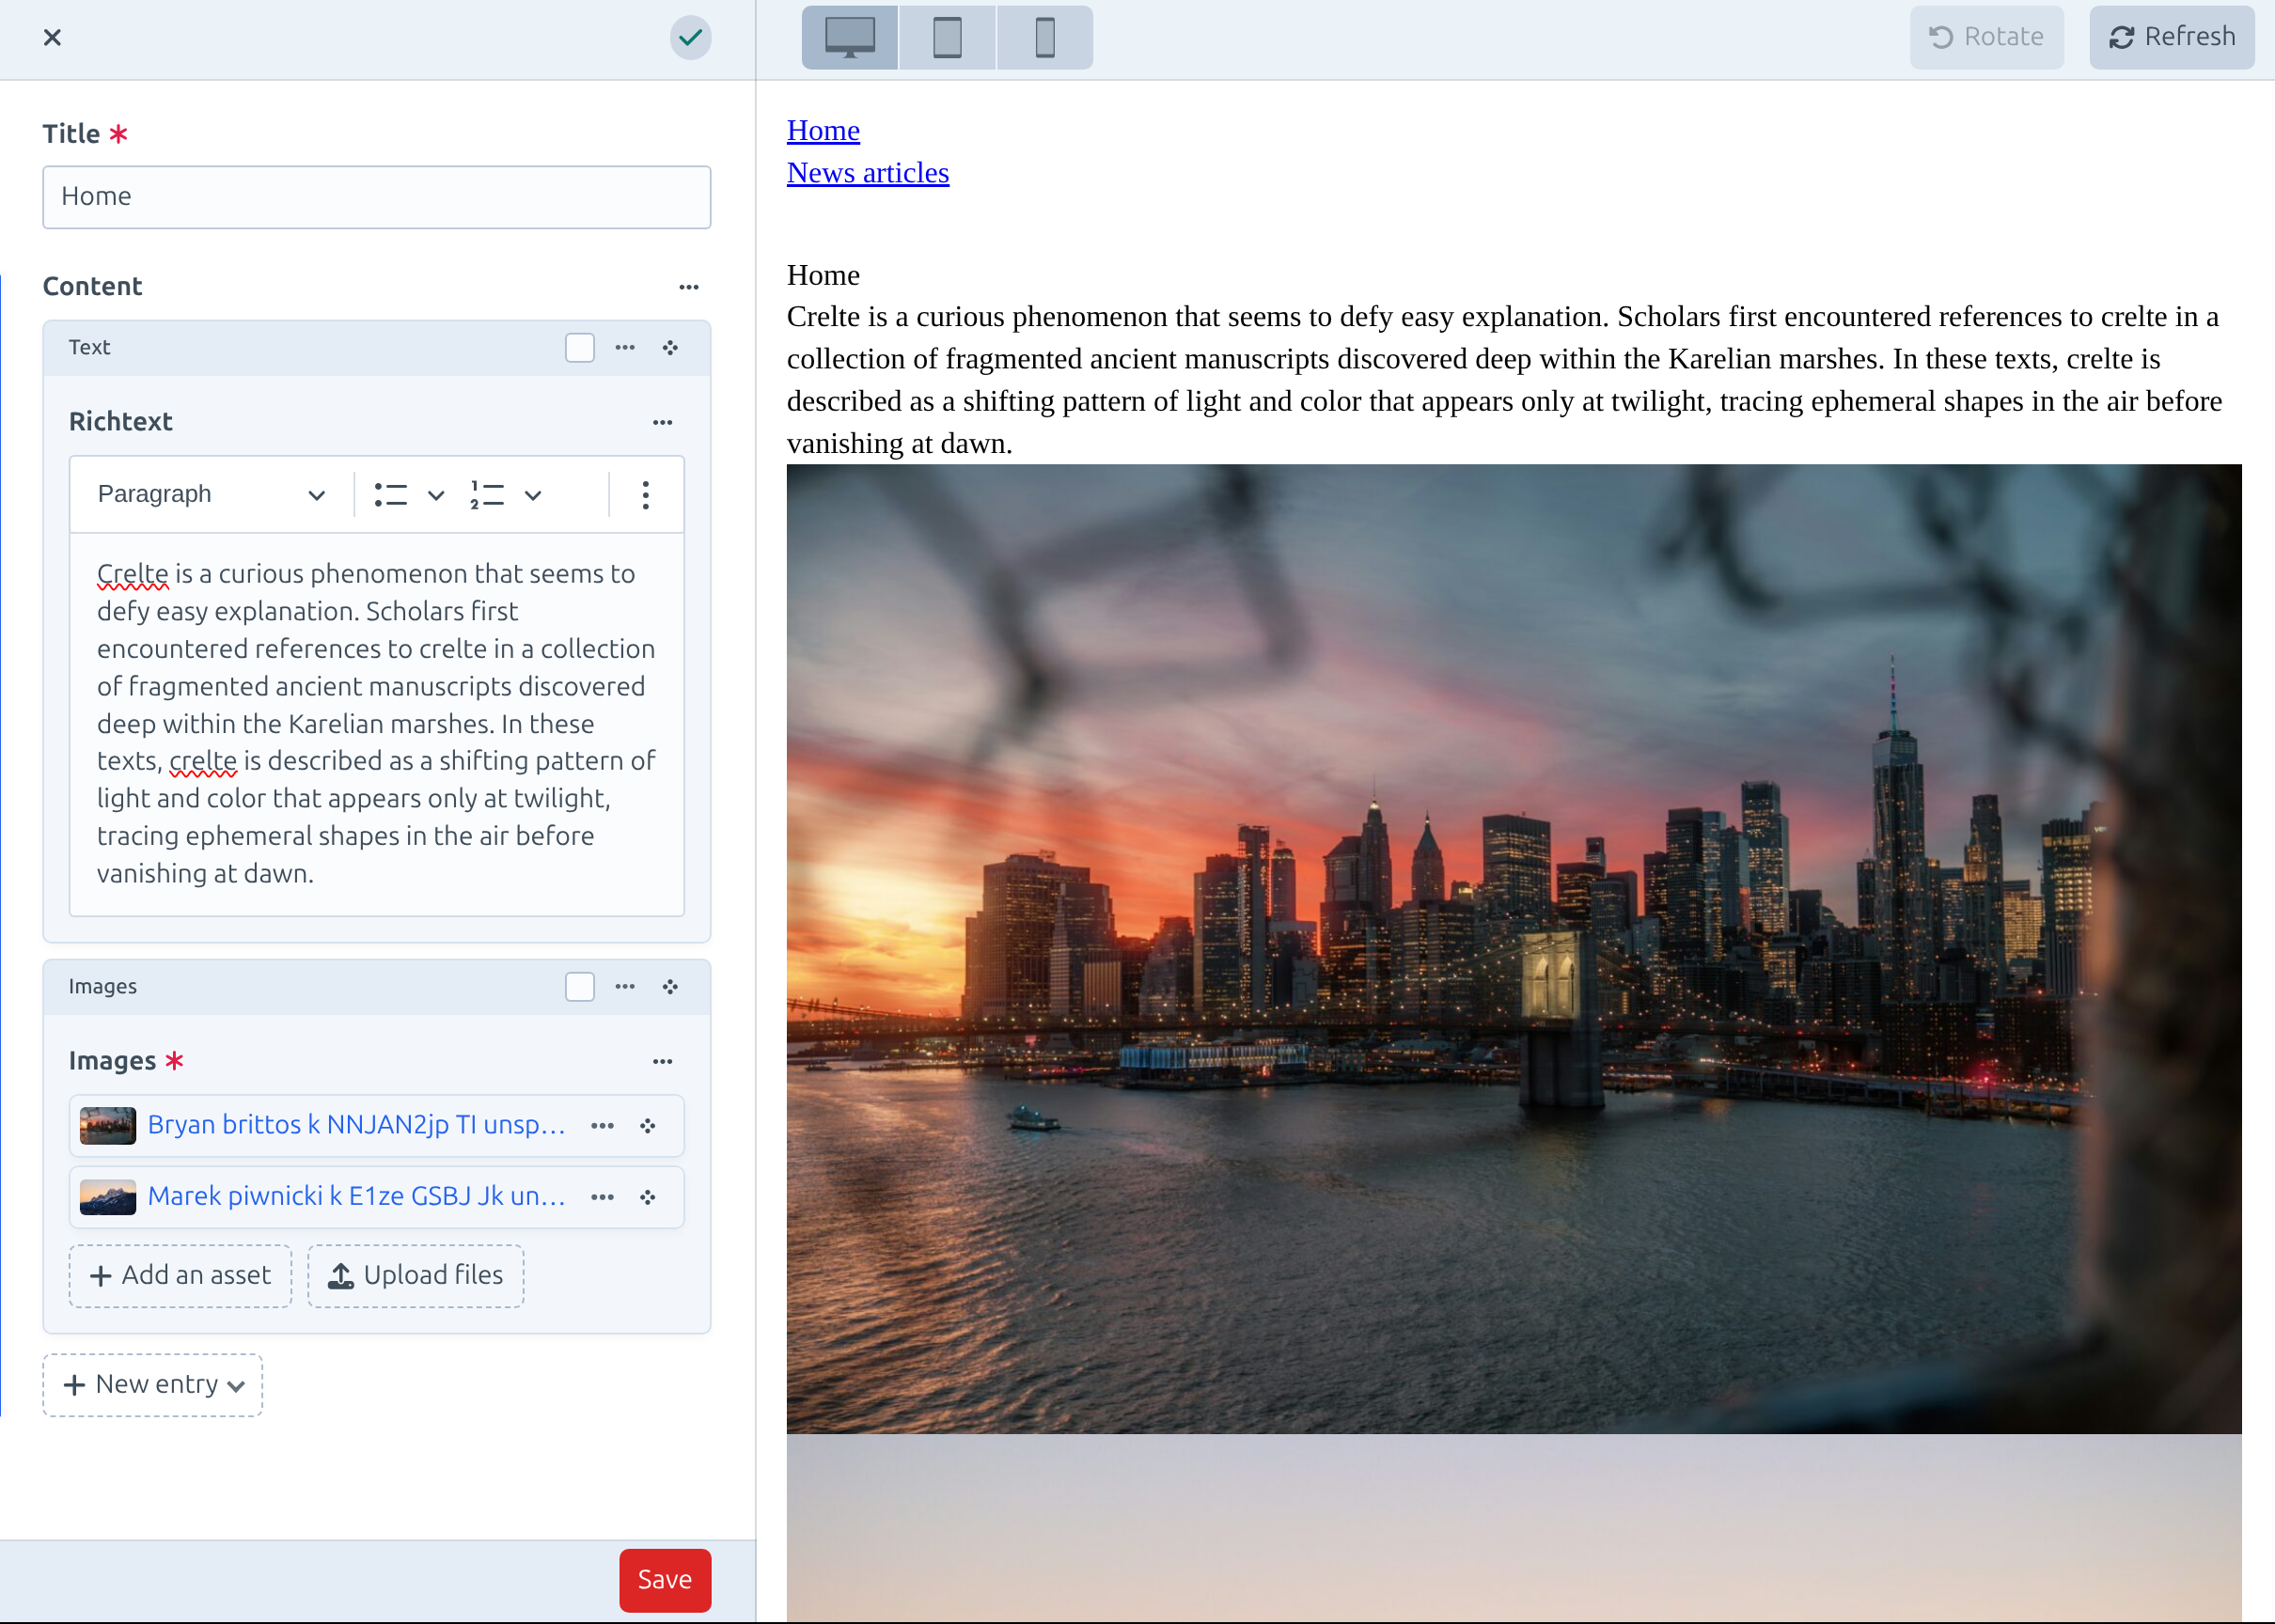 Rotate
Refresh
Title *
Home
Content
Text
Richtext
Paragraph
Crelte is a curious phenomenon that seems to
defy easy explanation. Scholars first
encountered references to crelte in a collection
of fragmented ancient manuscripts discovered
deep within the Karelian marshes. In these
texts, crelte is described as a shifting pattern of
light and color that appears only at twilight,
tracing ephemeral shapes in the air before
vanishing at dawn.
Images
Images *
Bryan brittos k NNJAN2jp TI unsp...
Marek piwnicki k E1ze GSBJ Jk un...
+ Add an asset
Upload files
+ New entry
Save
Home
News articles
Home
Crelte is a curious phenomenon that seems to defy easy explanation. Scholars first encountered references to crelte in a
collection of fragmented ancient manuscripts discovered deep within the Karelian marshes. In these texts, crelte is
described as a shifting pattern of light and color that appears only at twilight, tracing ephemeral shapes in the air before
vanishing at dawn.